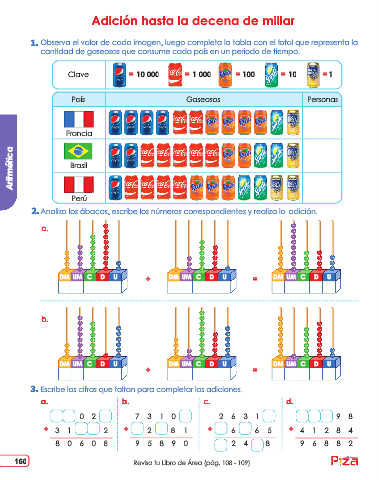 Adición hasta la decena de millar
1. Observa el valor de cada imagen, luego completa la tabla con el total que representa la
cantidad de gaseosas que consume cada país en un periodo de tiempo.
Clave = 10 000 = 1 000 = 100 = 10 = 1
País Gaseosas Personas
Francia
Brasil
Perú
Aritmética
2. Analiza los ábacos, escribe los números correspondientes y realiza la adición.
a.
DM UM C D U + DM UM C D U = DM UM C D U
b.
DM UM C D U + DM UM C D U = DM UM C D U
3. Escribe las cifras que faltan para completar las adiciones.
a. b. c. d.
0 2 7 3 1 0 2 6 3 1 9 8
+ 3 1 2 + 2 8 1 + 6 6 5 + 4 1 2 8 4
8 0 6 0 8 9 5 8 9 0 2 4 8 9 6 8 8 2
160 Revisa tu Libro de Área (pág. 108 - 109)